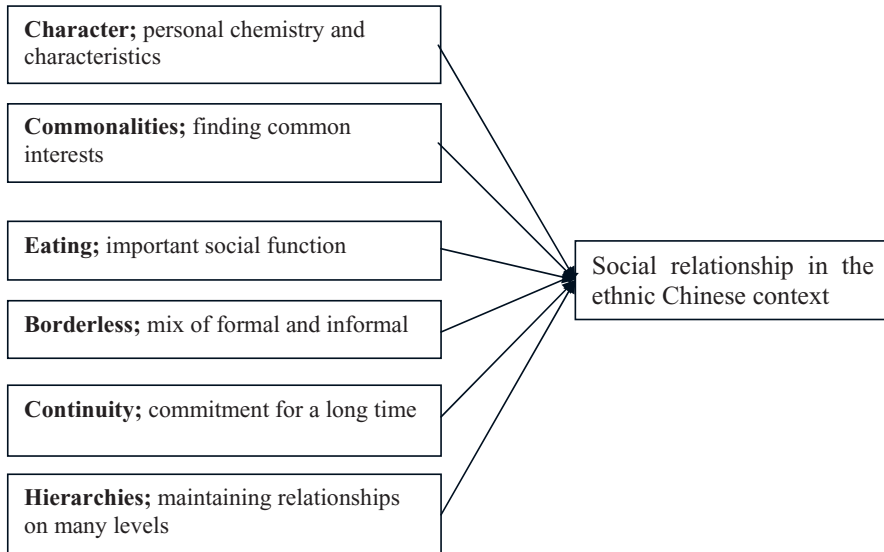 Character; personal chemistry and
characteristics
Commonalities; finding common
interests
Eating; important social function
Borderless; mix of formal and informal
Continuity; commitment for a long time
Hierarchies; maintaining relationships
on many levels
Social relationship in the
ethnic Chinese context